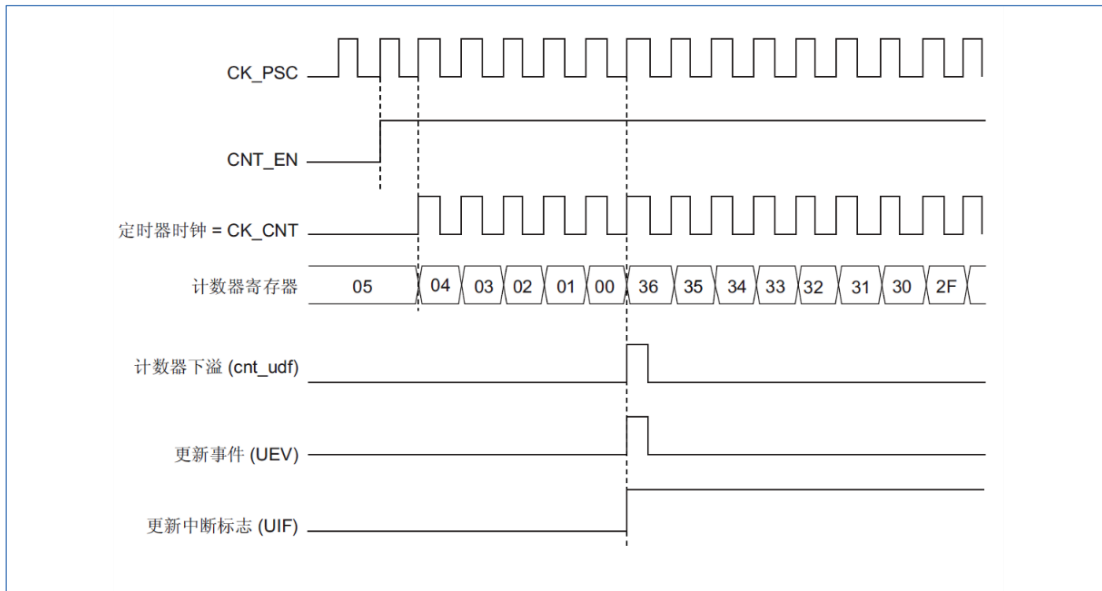 CK_PSC
CNT_EN
定时器时钟 = CK_CNT
计数器寄存器 05 04 03 02 01 00 36 35 34 33 32 31 30 2F
计数器下溢 (cnt_udf)
更新事件 (UEV)
更新中断标志 (UIF)